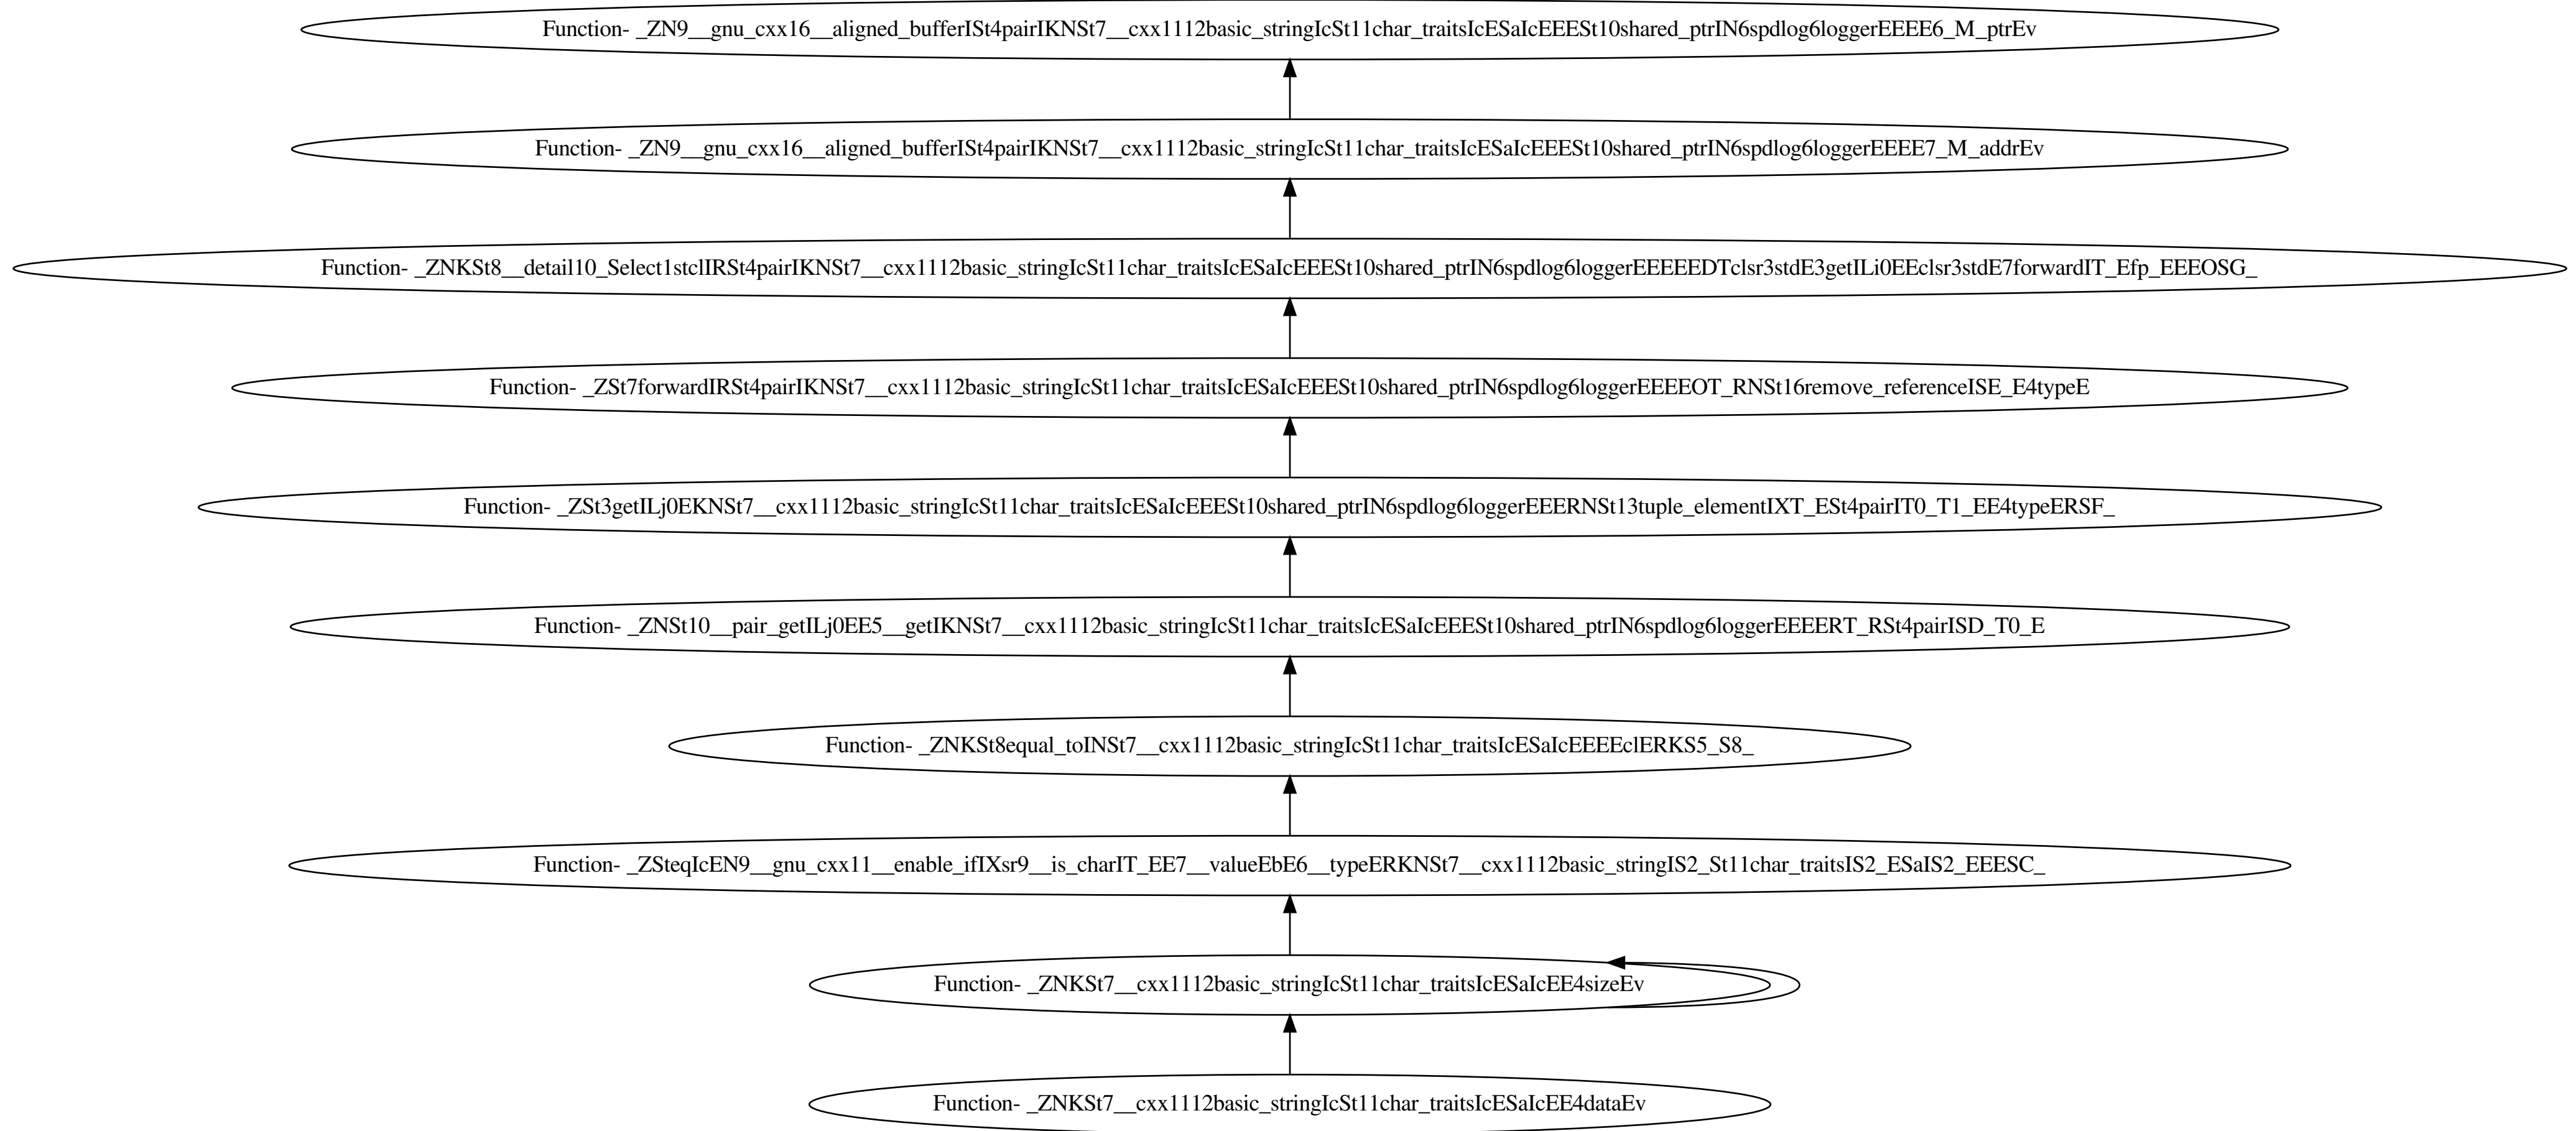 Function- _ZN9__gnu_cxx16__aligned_bufferISt4pairIKNSt7__cxx1112basic_stringIcSt11char_traitsIcESaIcEEESt10shared_ptrIN6spdlog6loggerEEEE6_M_ptrEv
Function- _ZN9__gnu_cxx16__aligned_bufferISt4pairIKNSt7__cxx1112basic_stringIcSt11char_traitsIcESaIcEEESt10shared_ptrIN6spdlog6loggerEEEE7_M_addrEv
Function- _ZNKSt8__detail10_Select1stclIRSt4pairIKNSt7__cxx1112basic_stringIcSt11char_traitsIcESaIcEEESt10shared_ptrIN6spdlog6loggerEEEEEDTclsr3stdE3getILi0EEclsr3stdE7forwardIT_Efp_EEEOSG_
Function- _ZSt7forwardIRSt4pairIKNSt7__cxx1112basic_stringIcSt11char_traitsIcESaIcEEESt10shared_ptrIN6spdlog6loggerEEEEOT_RNSt16remove_referenceISE_E4typeE
Function- _ZSt3getILj0EKNSt7__cxx1112basic_stringIcSt11char_traitsIcESaIcEEESt10shared_ptrIN6spdlog6loggerEEERNSt13tuple_elementIXT_ESt4pairIT0_T1_EE4typeERSF_
Function- _ZNSt10__pair_getILj0EE5__getIKNSt7__cxx1112basic_stringIcSt11char_traitsIcESaIcEEESt10shared_ptrIN6spdlog6loggerEEEERT_RSt4pairISD_T0_E
Function- _ZNKSt8equal_toINSt7__cxx1112basic_stringIcSt11char_traitsIcESaIcEEEEclERKS5_S8_
Function- _ZSteqIcEN9__gnu_cxx11__enable_ifIXsr9__is_charIT_EE7__valueEbE6__typeERKNSt7__cxx1112basic_stringIS2_St11char_traitsIS2_ESaIS2_EEESC_
Function- _ZNKSt7__cxx1112basic_stringIcSt11char_traitsIcESaIcEE4sizeEv
Function- _ZNKSt7__cxx1112basic_stringIcSt11char_traitsIcESaIcEE4dataEv